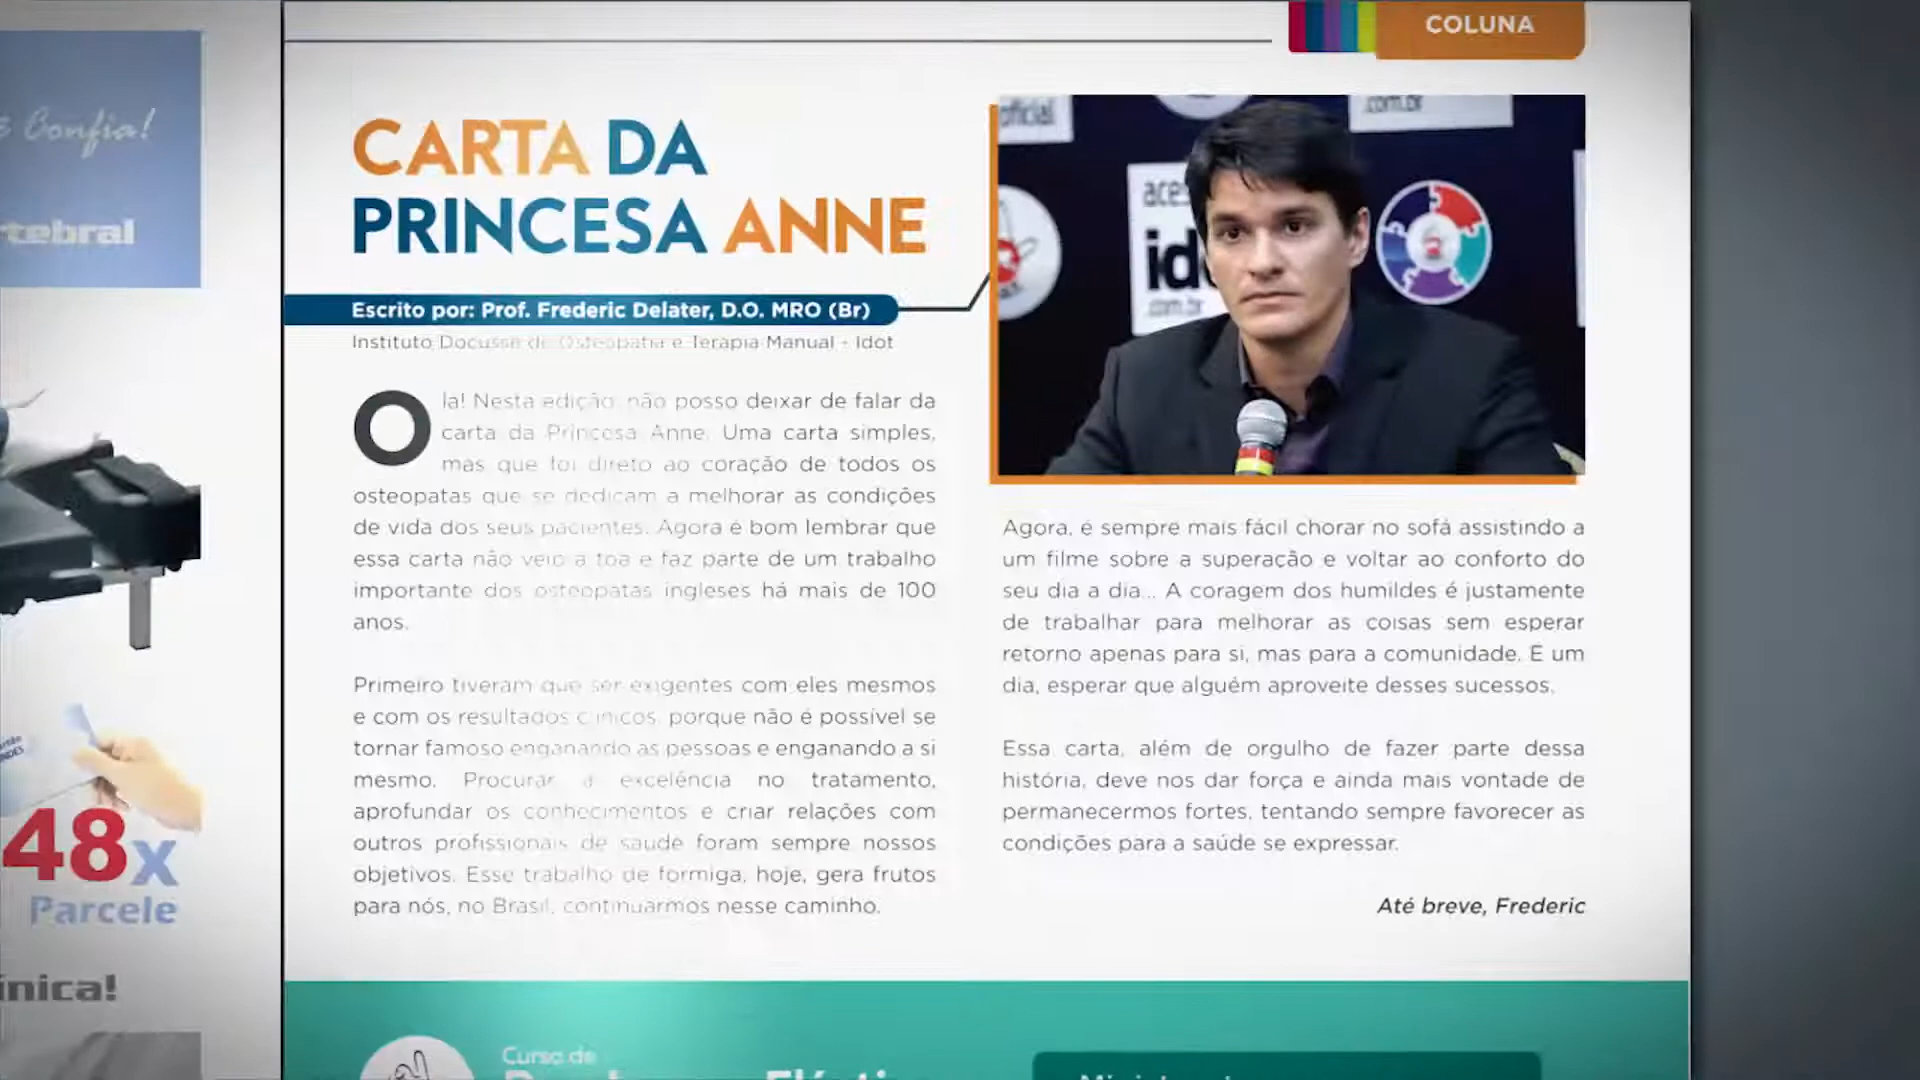 COLUNA
é Confia!
rtebral
CARTA DA
PRINCESA ANNE
Escrito por: Prof. Frederic Delater, D.O. MRO (Br)
Instituto Docusse de Osteopatia e Terapia Manual - Idot
Ola! Nesta edição, não posso deixar de falar da
carta da Princesa Anne. Uma carta simples,
mas que foi direto ao coração de todos os
osteopatas que se dedicam a melhorar as condições
de vida dos seus pacientes. Agora é bom lembrar que
essa carta não veio a toa e faz parte de um trabalho
importante dos osteopatas ingleses há mais de 100
anos.
Primeiro tiveram que ser exigentes com eles mesmos
e com os resultados clínicos, porque não é possível se
tornar famoso enganando as pessoas e enganando a si
mesmo. Procurar a excelência no tratamento,
aprofundar os conhecimentos e criar relações com
outros profissionais de saúde foram sempre nossos
objetivos. Esse trabalho de formiga, hoje, gera frutos
para nós, no Brasil, continuarmos nesse caminho.
oficial
.com.br
aces
ido
.com.br
Agora, é sempre mais fácil chorar no sofá assistindo a
um filme sobre a superação e voltar ao conforto do
seu dia a dia... A coragem dos humildes é justamente
de trabalhar para melhorar as coisas sem esperar
retorno apenas para si, mas para a comunidade. E um
dia, esperar que alguém aproveite desses sucessos.
Essa carta, além de orgulho de fazer parte dessa
história, deve nos dar força e ainda mais vontade de
permanecermos fortes, tentando sempre favorecer as
condições para a saúde se expressar.
Até breve, Frederic
48x
Parcele
ínica!
Curso de